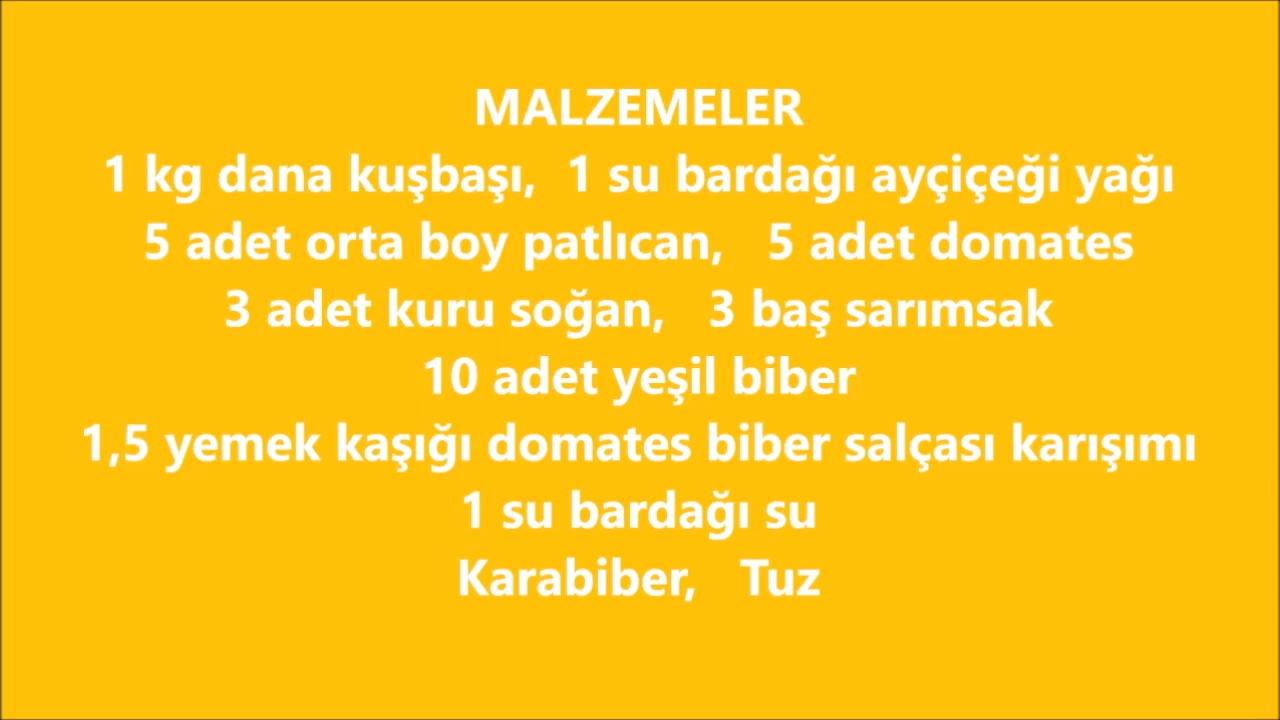 MALZEMELER
1 kg dana kuşbaşı, 1 su bardağı ayçiçeği yağı
5 adet orta boy patlıcan, 5 adet domates
3 adet kuru soğan, 3 baş sarımsak
10 adet yeşil biber
1,5 yemek kaşığı domates biber salçası karışımı
1 su bardağı su
Karabiber, Tuz